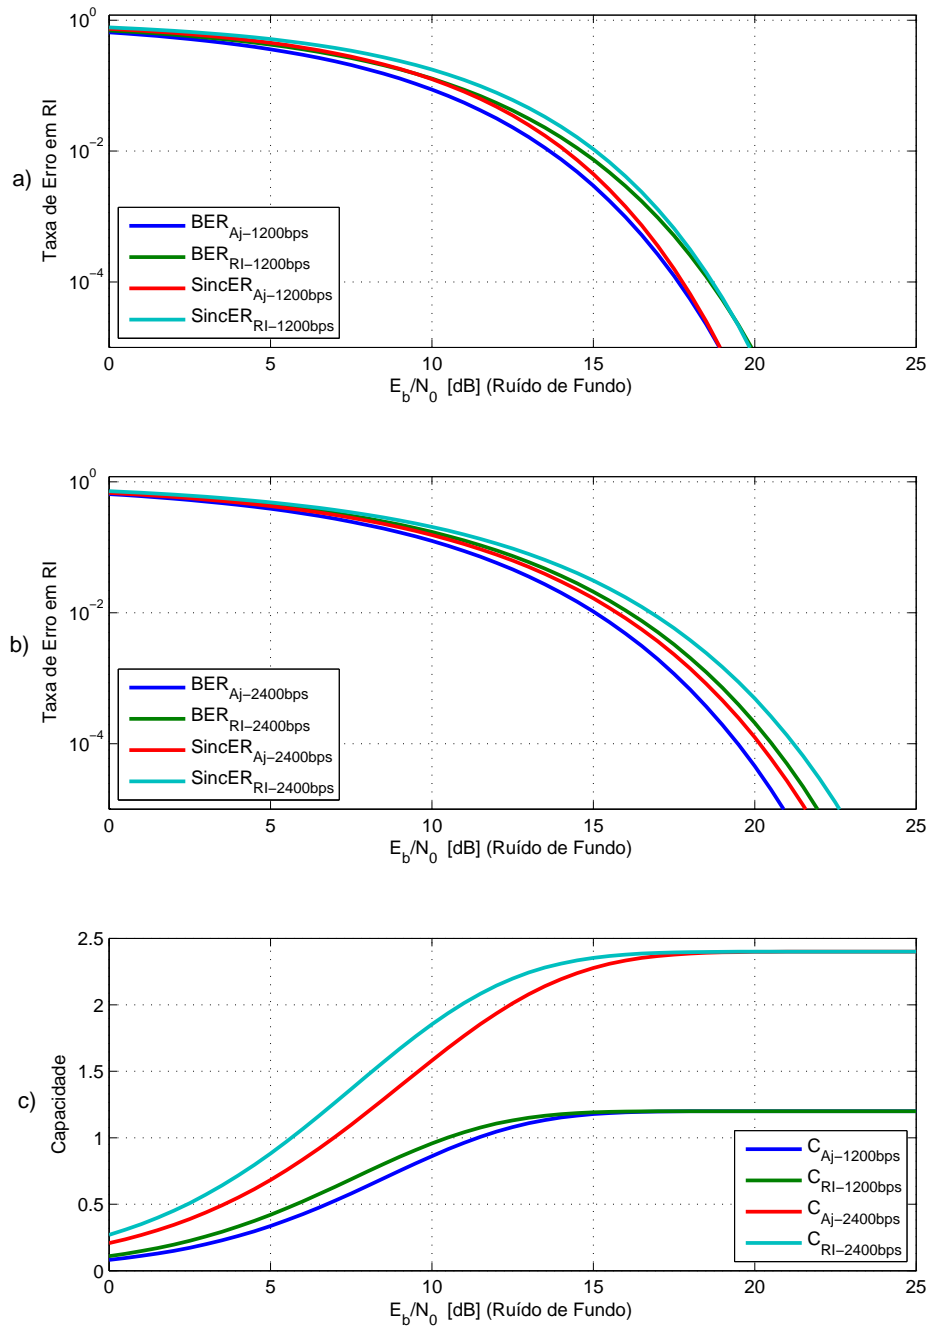 a)
Taxa de Erro em RI
10^0
10^−2
10^−4
BER_Aj−1200bps
BER_RI−1200bps
SincER_Aj−1200bps
SincER_RI−1200bps
0 5 10 15 20 25
E_b/N_0 [dB] (Ruído de Fundo)
b)
Taxa de Erro em RI
10^0
10^−2
10^−4
BER_Aj−2400bps
BER_RI−2400bps
SincER_Aj−2400bps
SincER_RI−2400bps
0 5 10 15 20 25
E_b/N_0 [dB] (Ruído de Fundo)
c)
Capacidade
2.5
2
1.5
1
0.5
0
C_Aj−1200bps
C_RI−1200bps
C_Aj−2400bps
C_RI−2400bps
0 5 10 15 20 25
E_b/N_0 [dB] (Ruído de Fundo)